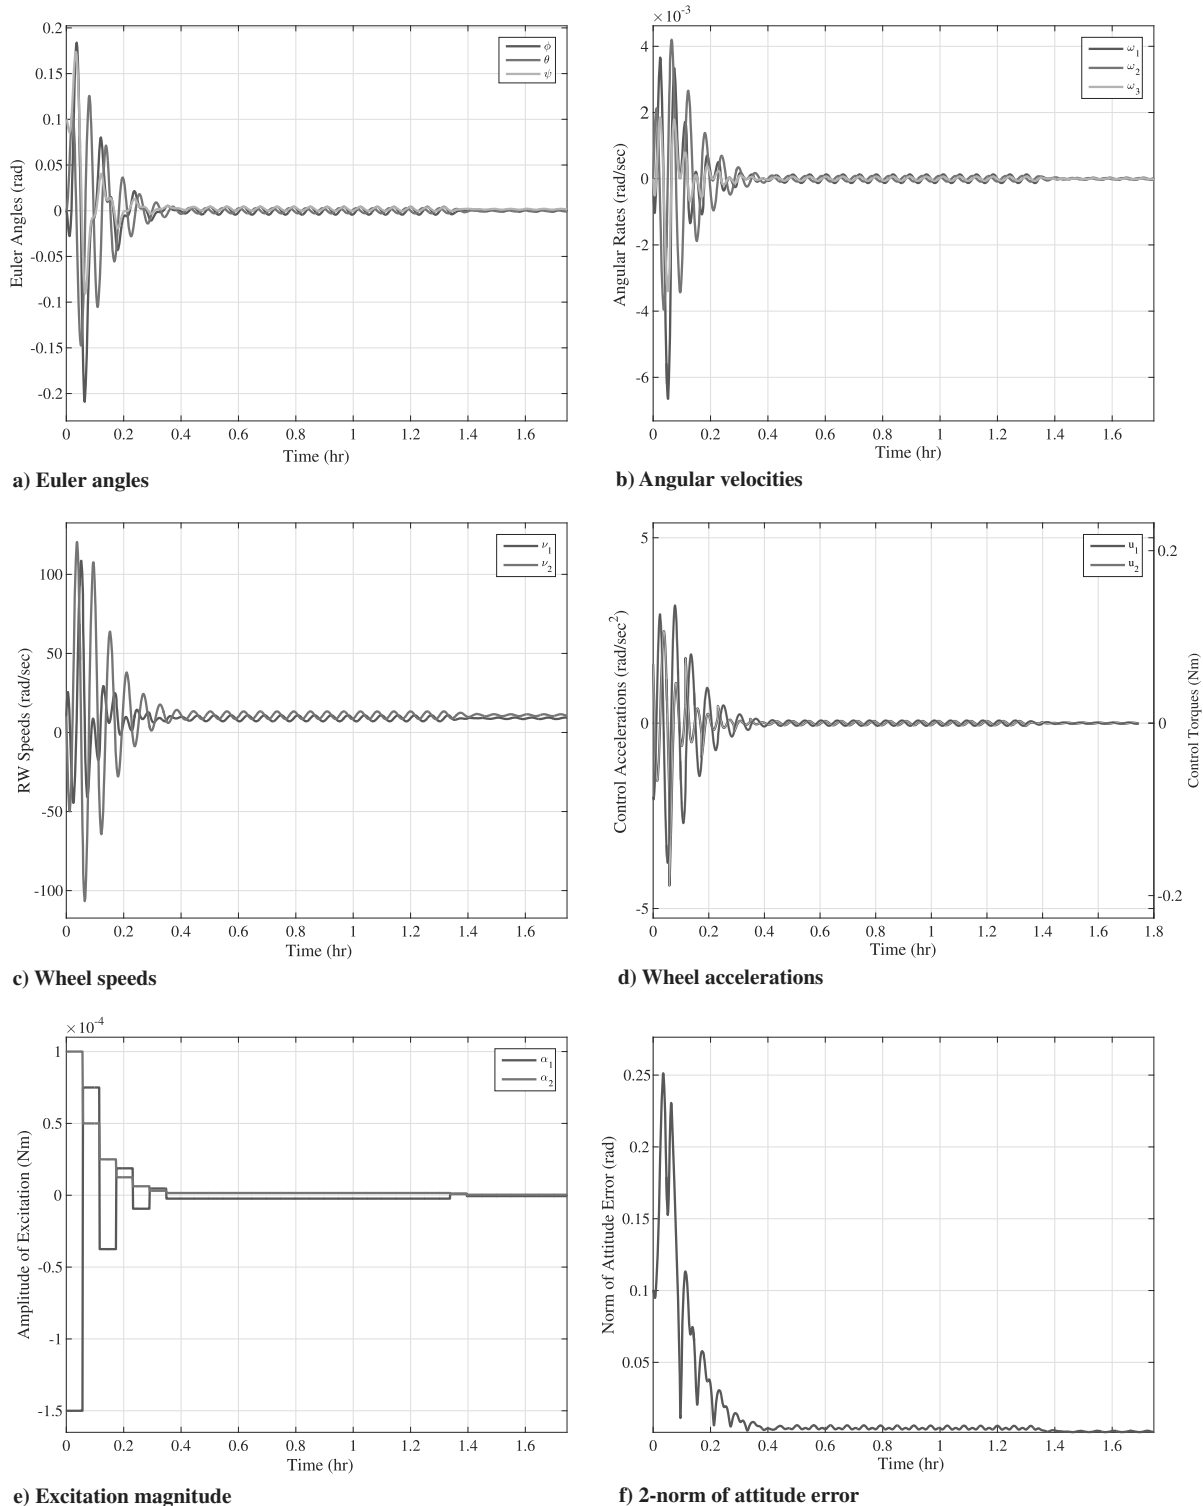 0.2
0.15
0.1
0.05
0
-0.05
-0.1
-0.15
-0.2
Euler Angles (rad)
ϕ
θ
ψ
0 0.2 0.4 0.6 0.8 1 1.2 1.4 1.6
Time (hr)
a) Euler angles
×10⁻³
4
2
0
-2
-4
-6
Angular Rates (rad/sec)
ω₁
ω₂
ω₃
0 0.2 0.4 0.6 0.8 1 1.2 1.4 1.6
Time (hr)
b) Angular velocities
100
50
0
-50
-100
RW Speeds (rad/sec)
ν₁
ν₂
0 0.2 0.4 0.6 0.8 1 1.2 1.4 1.6
Time (hr)
c) Wheel speeds
5
0
-5
Control Accelerations (rad/sec²)
u₁
u₂
0.2
0
-0.2
Control Torques (Nm)
0 0.2 0.4 0.6 0.8 1 1.2 1.4 1.6 1.8
Time (hr)
d) Wheel accelerations
×10⁻⁴
1
0.5
0
-0.5
-1
-1.5
Amplitude of Excitation (Nm)
α₁
α₂
0 0.2 0.4 0.6 0.8 1 1.2 1.4 1.6
Time (hr)
e) Excitation magnitude
0.25
0.2
0.15
0.1
0.05
Norm of Attitude Error (rad)
0 0.2 0.4 0.6 0.8 1 1.2 1.4 1.6
Time (hr)
f) 2-norm of attitude error